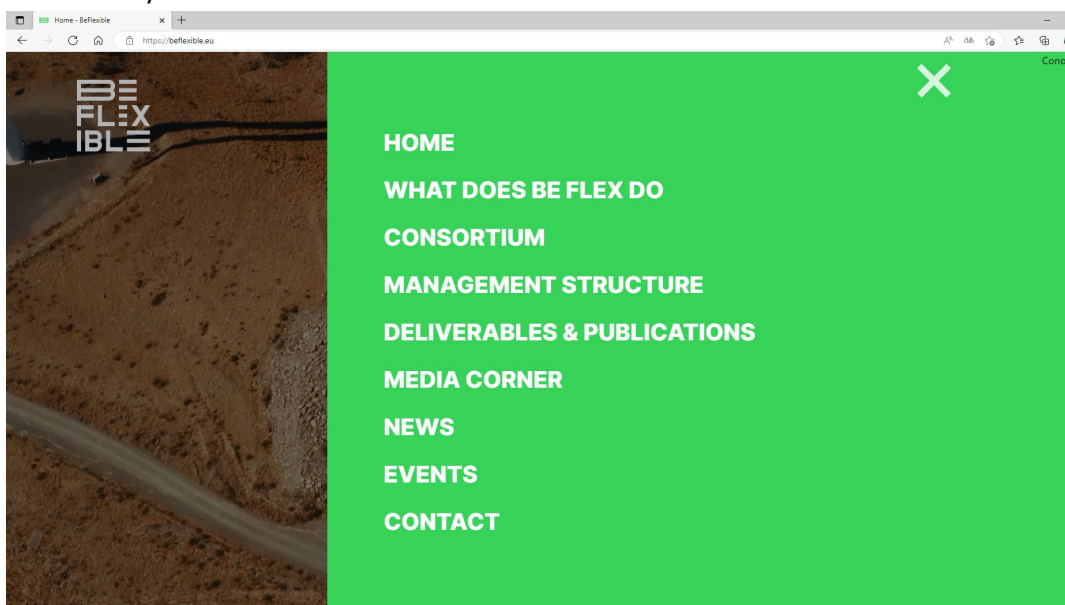 Home - BeFlexible
https://beflexible.eu
BE
FLEX
IBLE
HOME
WHAT DOES BE FLEX DO
CONSORTIUM
MANAGEMENT STRUCTURE
DELIVERABLES & PUBLICATIONS
MEDIA CORNER
NEWS
EVENTS
CONTACT